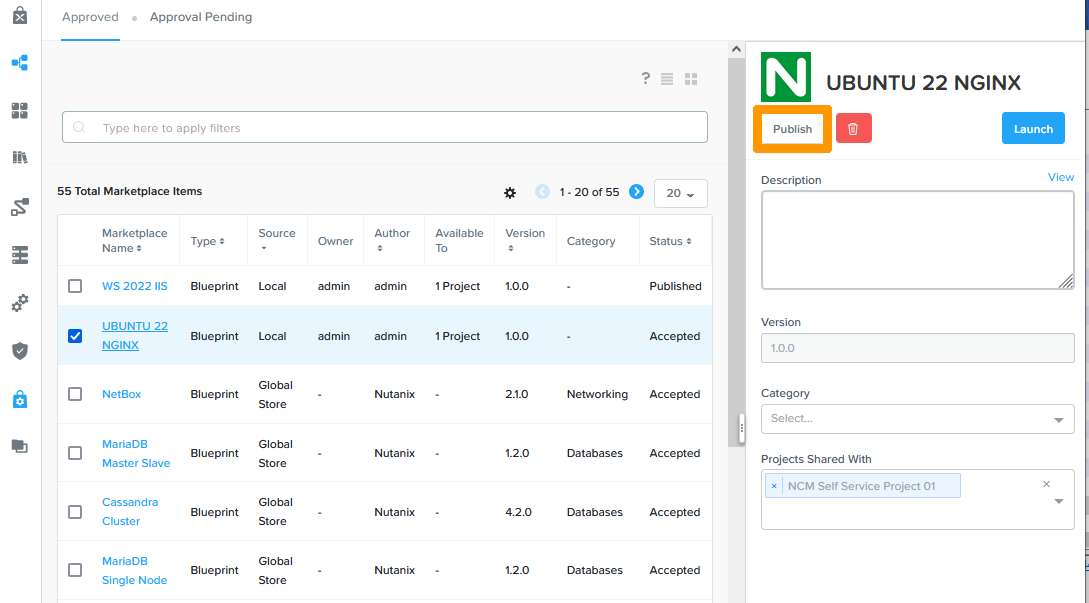 Approved
Approval Pending
?
Type here to apply filters
55 Total Marketplace Items
1 - 20 of 55
20
Marketplace Name
Type
Source
Owner
Author
Available To
Version
Category
Status
WS 2022 IIS Blueprint Local admin admin 1 Project 1.0.0 - Published
UBUNTU 22 NGINX Blueprint Local admin admin 1 Project 1.0.0 - Accepted
NetBox Blueprint Global Store - Nutanix - 2.1.0 Networking Accepted
MariaDB Master Slave Blueprint Global Store - Nutanix - 1.2.0 Databases Accepted
Cassandra Cluster Blueprint Global Store - Nutanix - 4.2.0 Databases Accepted
MariaDB Single Node Blueprint Global Store - Nutanix - 1.2.0 Databases Accepted
N
UBUNTU 22 NGINX
Publish
Launch
Description
View
Version
1.0.0
Category
Select...
Projects Shared With
× NCM Self Service Project 01 ×